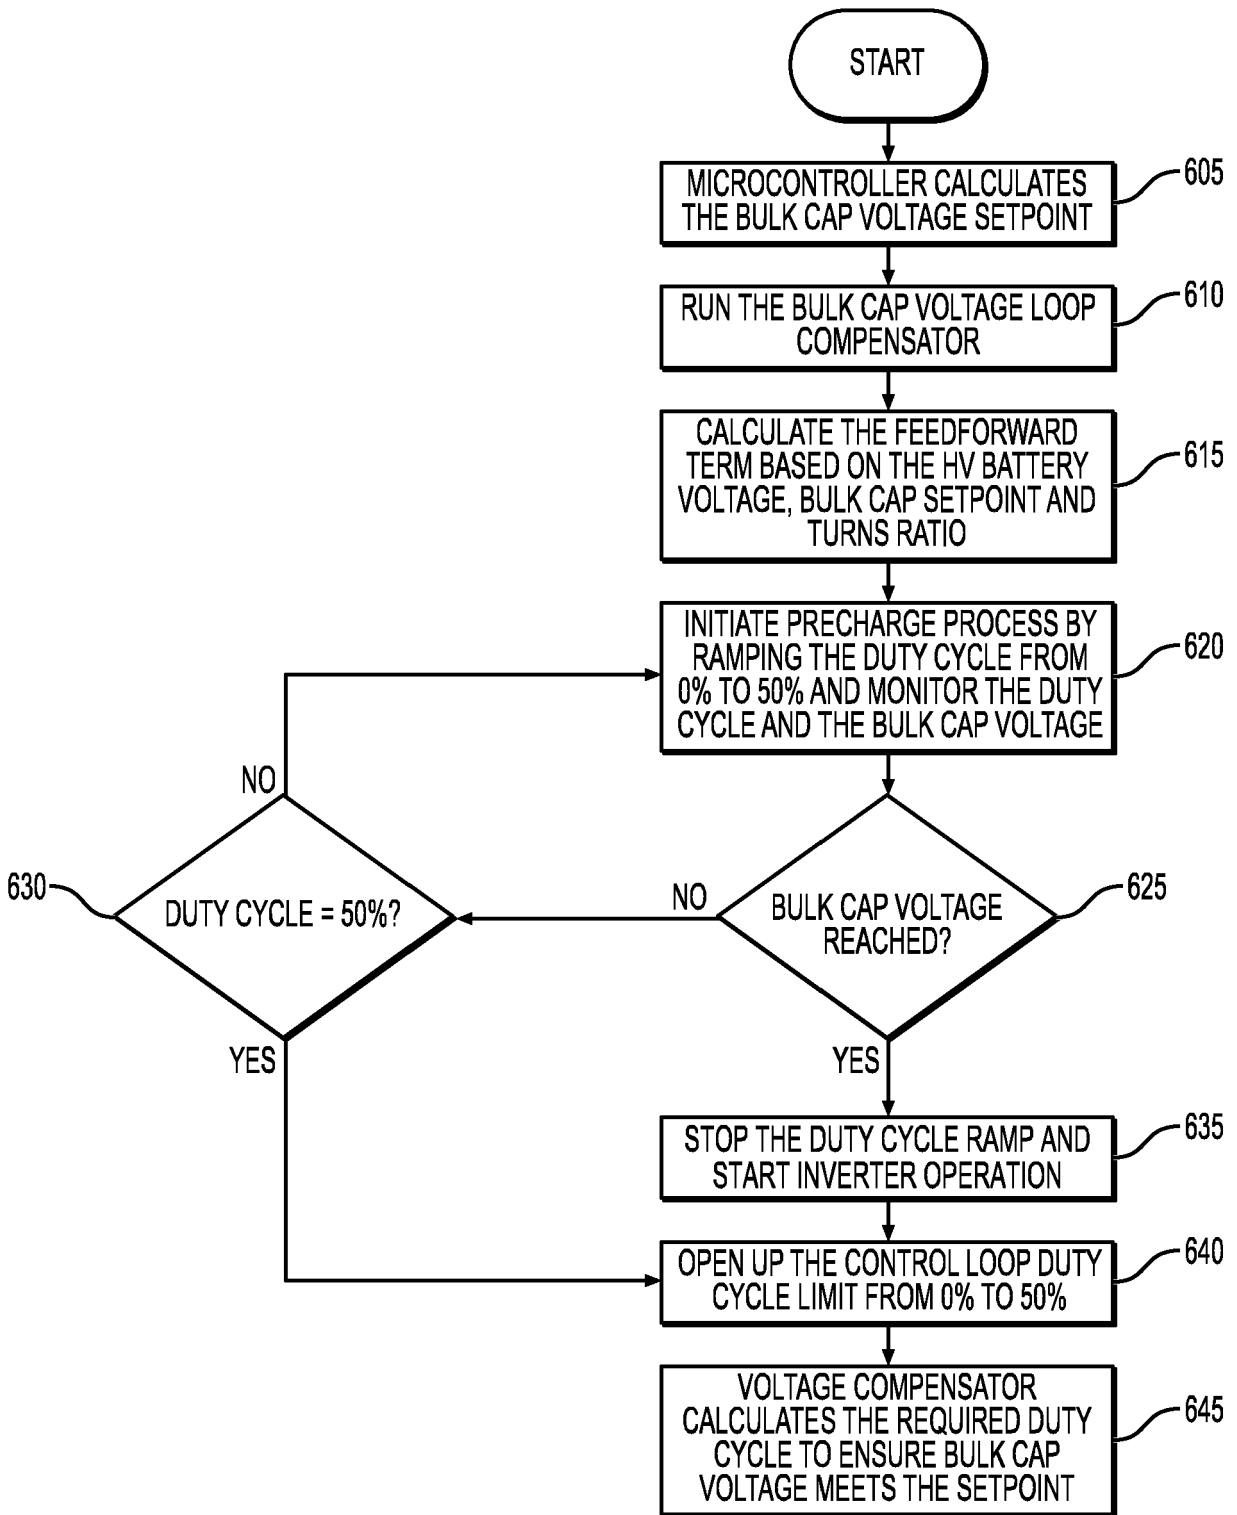 START
MICROCONTROLLER CALCULATES
THE BULK CAP VOLTAGE SETPOINT
605
RUN THE BULK CAP VOLTAGE LOOP
COMPENSATOR
610
CALCULATE THE FEEDFORWARD
TERM BASED ON THE HV BATTERY
VOLTAGE, BULK CAP SETPOINT AND
TURNS RATIO
615
INITIATE PRECHARGE PROCESS BY
RAMPING THE DUTY CYCLE FROM
0% TO 50% AND MONITOR THE DUTY
CYCLE AND THE BULK CAP VOLTAGE
620
NO
630
DUTY CYCLE = 50%?
NO
BULK CAP VOLTAGE
REACHED?
625
YES
YES
STOP THE DUTY CYCLE RAMP AND
START INVERTER OPERATION
635
OPEN UP THE CONTROL LOOP DUTY
CYCLE LIMIT FROM 0% TO 50%
640
VOLTAGE COMPENSATOR
CALCULATES THE REQUIRED DUTY
CYCLE TO ENSURE BULK CAP
VOLTAGE MEETS THE SETPOINT
645